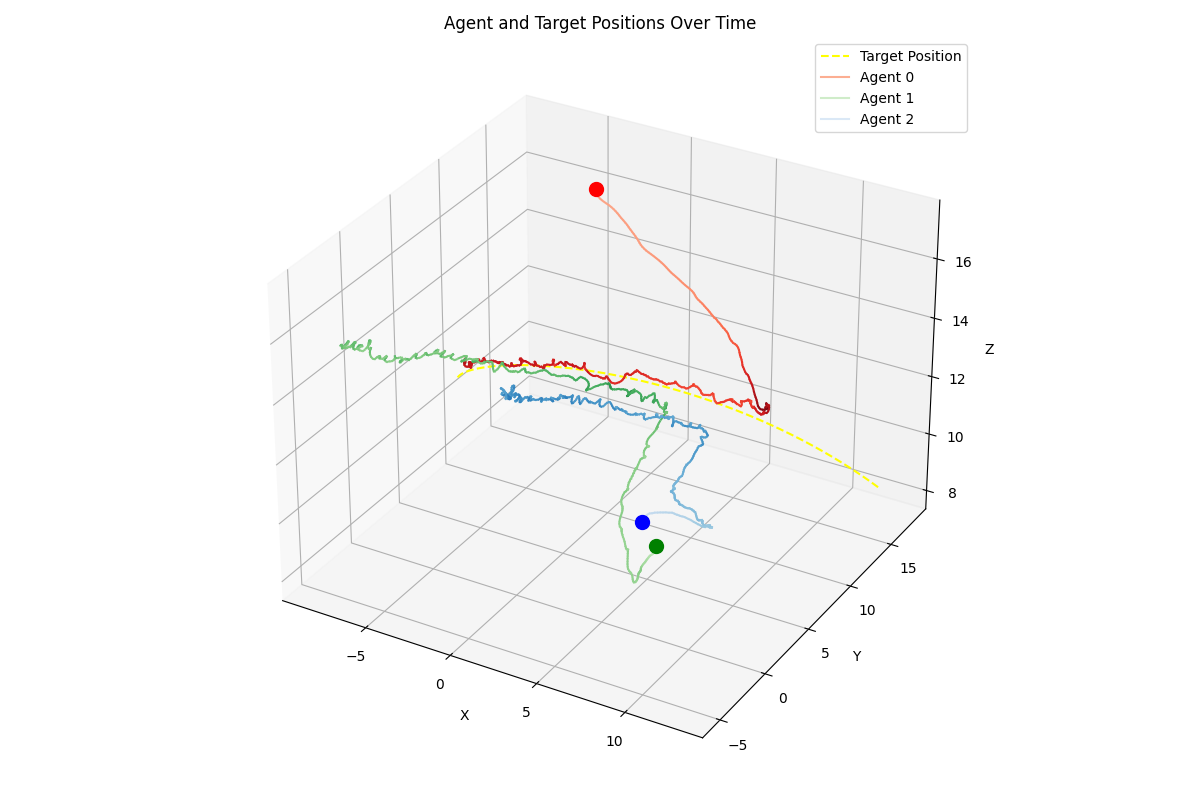 Agent and Target Positions Over Time
Target Position
Agent 0
Agent 1
Agent 2
16
14
Z
12
10
8
15
10
5
Y
0
−5
−5
0
5
10
X